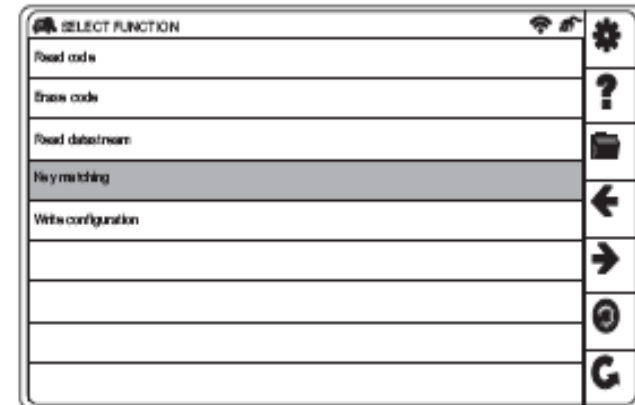 SELECT FUNCTION
Read code
Erase code
Read datastream
Key matching
Write configuration
?